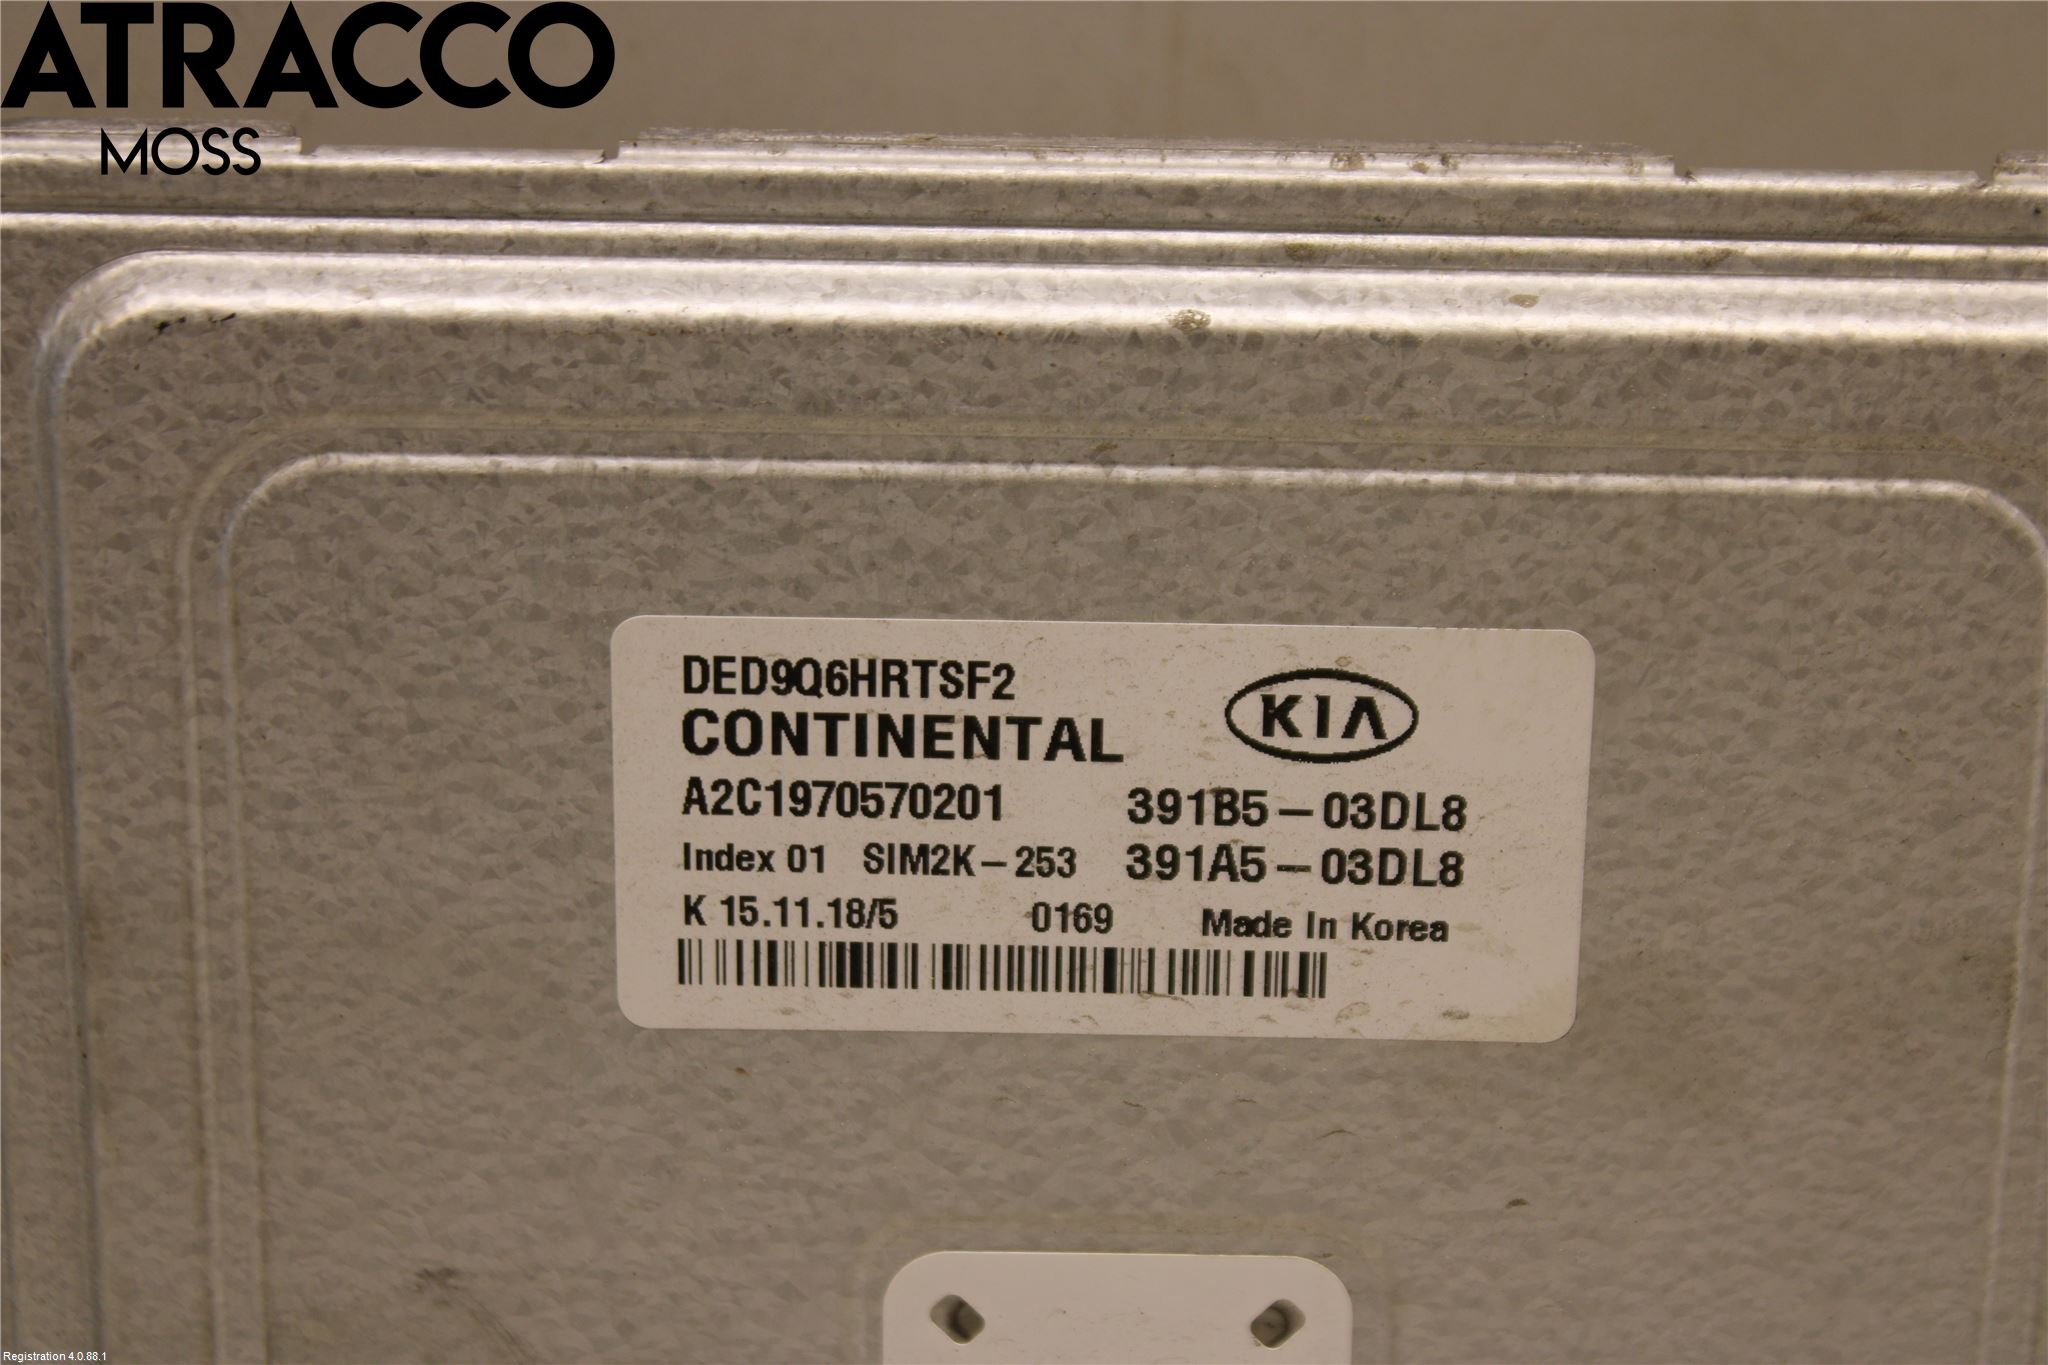 ATRACCO
MOSS
DED9Q6HRTSF2
CONTINENTAL
KIA
A2C1970570201 391B5-03DL8
Index 01 SIM2K-253 391A5-03DL8
K 15.11.18/5 0169 Made In Korea
Registration 4.0.88.1